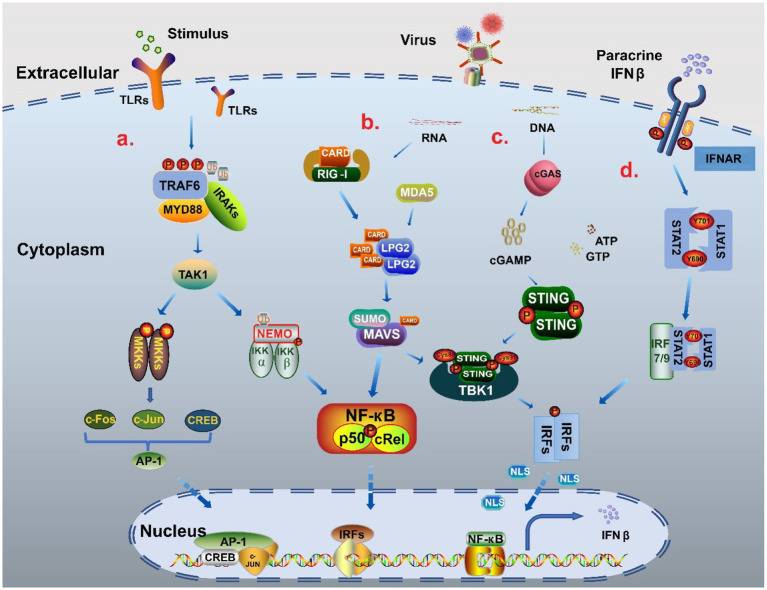 Stimulus
Virus
Paracrine
IFNβ
Extracellular
TLRs
TLRs
a.
b.
RNA
c.
DNA
d.
IFNAR
P P P
Ub
Ub
TRAF6
MYD88
IRAKs
CARD
RIG-I
MDA5
cGAS
P
P
STAT2
Y701
Y690
STAT1
Cytoplasm
CARD
CARD
CARD
LPG2
LPG2
cGAMP
ATP
GTP
TAK1
STING
P
P
STING
SUMO
CARD
MAVS
P P
MKKs
MKKs
Ub
NEMO
P
IKK
α
IKK
β
STING
STING
TBK1
IRF
7/9
STAT2
STAT1
c-Fos
c-Jun
CREB
AP-1
NF-κB
p50
P
cRel
P
IRFs
IRFs
NLS
NLS
NLS
Nucleus
AP-1
CREB
c-
JUN
IRFs
NF-κB
IFNβ